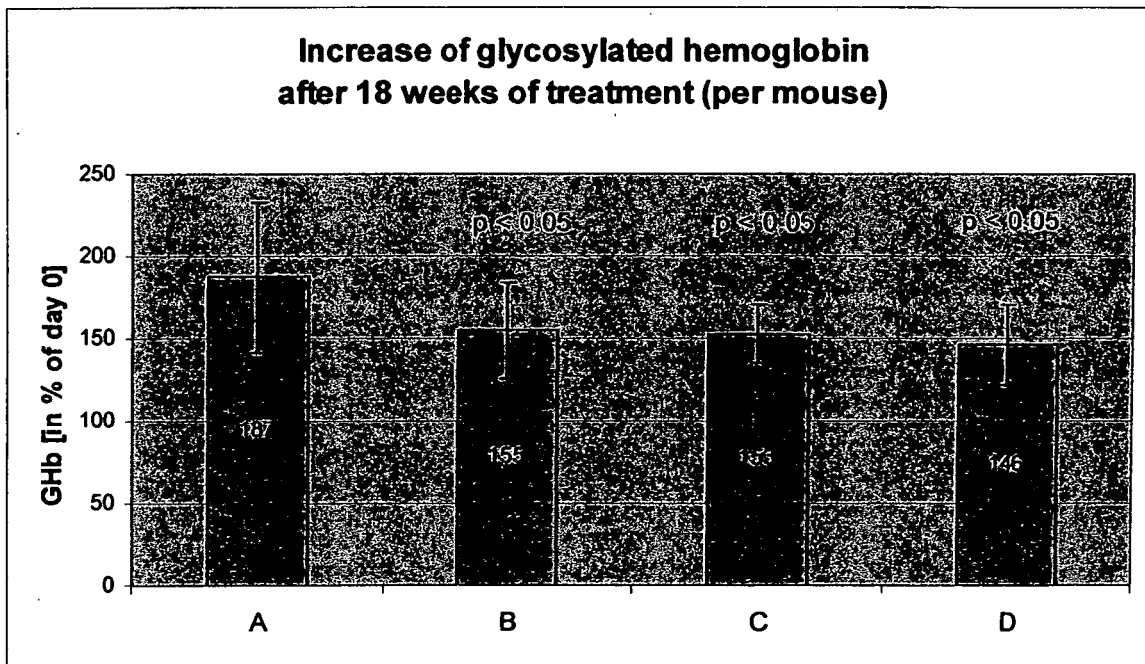 Increase of glycosylated hemoglobin
after 18 weeks of treatment (per mouse)
GHb [in % of day 0]
250
200
150
100
50
0
p < 0.05
p < 0.05
p < 0.05
187
155
146
A
B
C
D